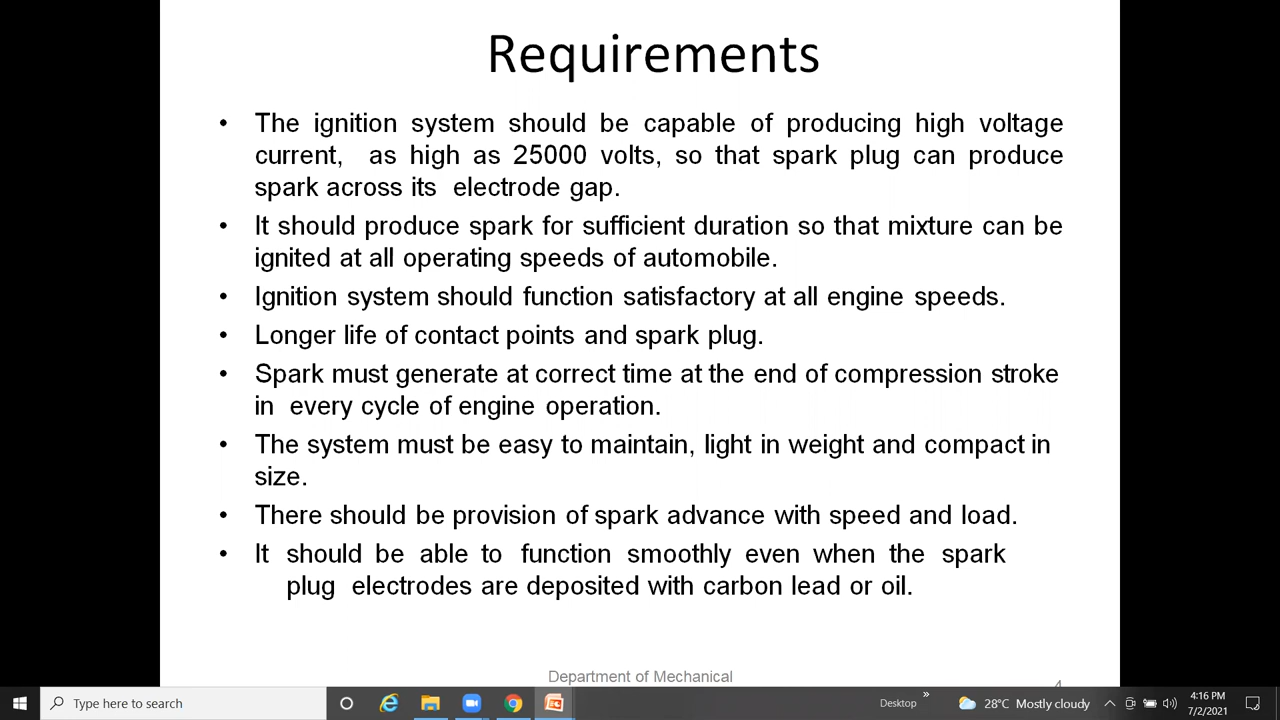 Requirements
• The ignition system should be capable of producing high voltage
current, as high as 25000 volts, so that spark plug can produce
spark across its electrode gap.
• It should produce spark for sufficient duration so that mixture can be
ignited at all operating speeds of automobile.
• Ignition system should function satisfactory at all engine speeds.
• Longer life of contact points and spark plug.
• Spark must generate at correct time at the end of compression stroke
in every cycle of engine operation.
• The system must be easy to maintain, light in weight and compact in
size.
• There should be provision of spark advance with speed and load.
• It should be able to function smoothly even when the spark
plug electrodes are deposited with carbon lead or oil.
Department of Mechanical
4
Type here to search
Desktop
»
28°C Mostly cloudy
4:16 PM
7/2/2021